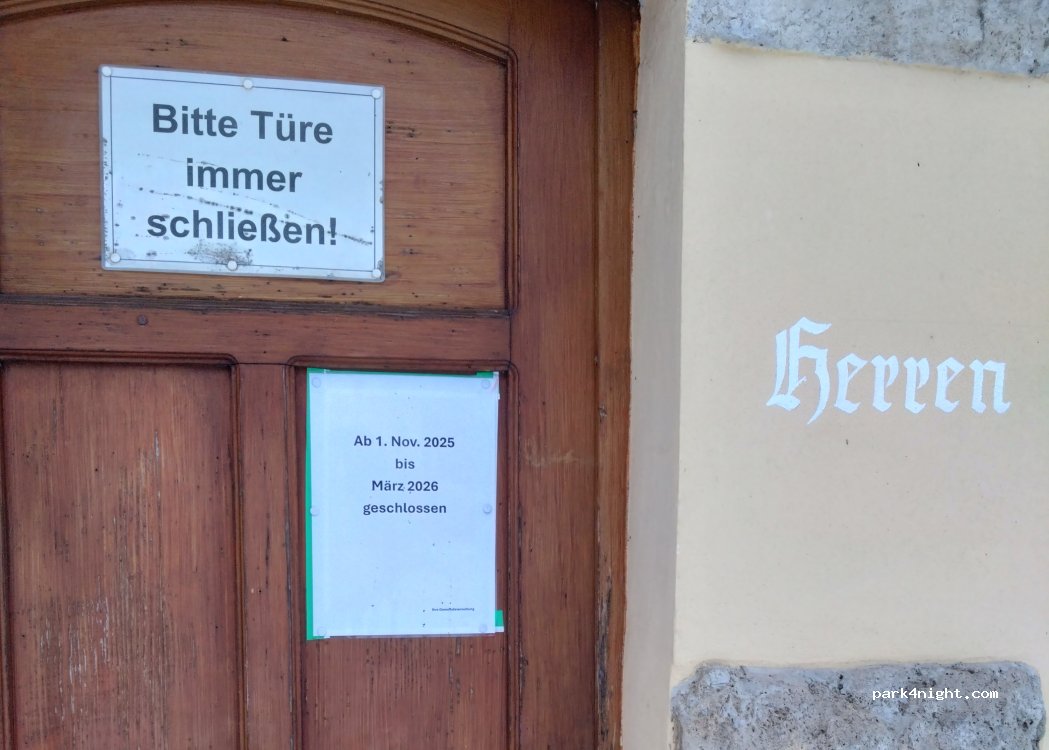 Bitte Türe
immer
schließen!
Ab 1. Nov. 2025
bis
März 2026
geschlossen
Herren
park4night.com